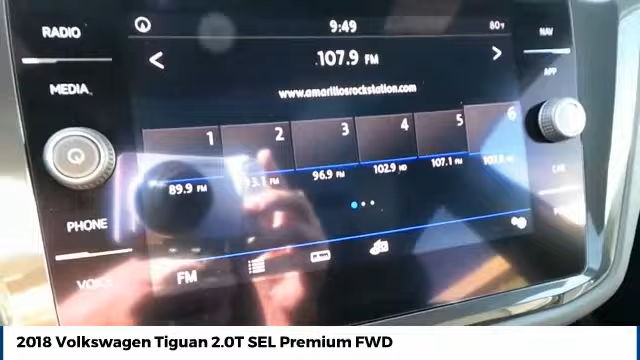 RADIO
MEDIA
PHONE
VOICE
NAV
APP
CAR
9:49
80°F
107.9 FM
www.amarillosrockstation.com
1 2 3 4 5 6
89.9 FM 96.9 FM 102.9 HD 107.1 FM
FM
2018 Volkswagen Tiguan 2.0T SEL Premium FWD